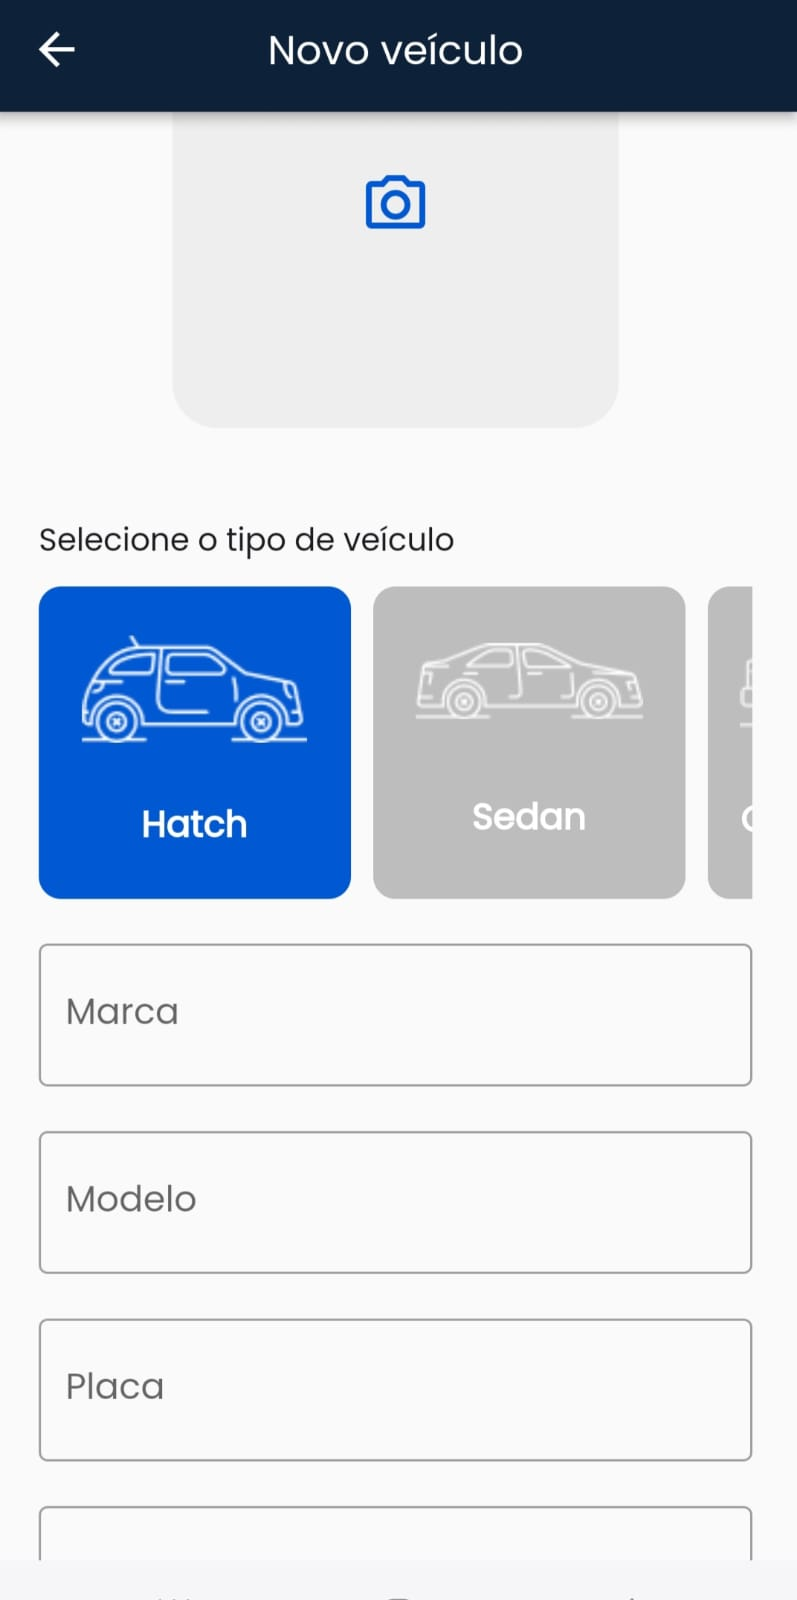 Novo veículo
Selecione o tipo de veículo
Hatch
Sedan
Marca
Modelo
Placa